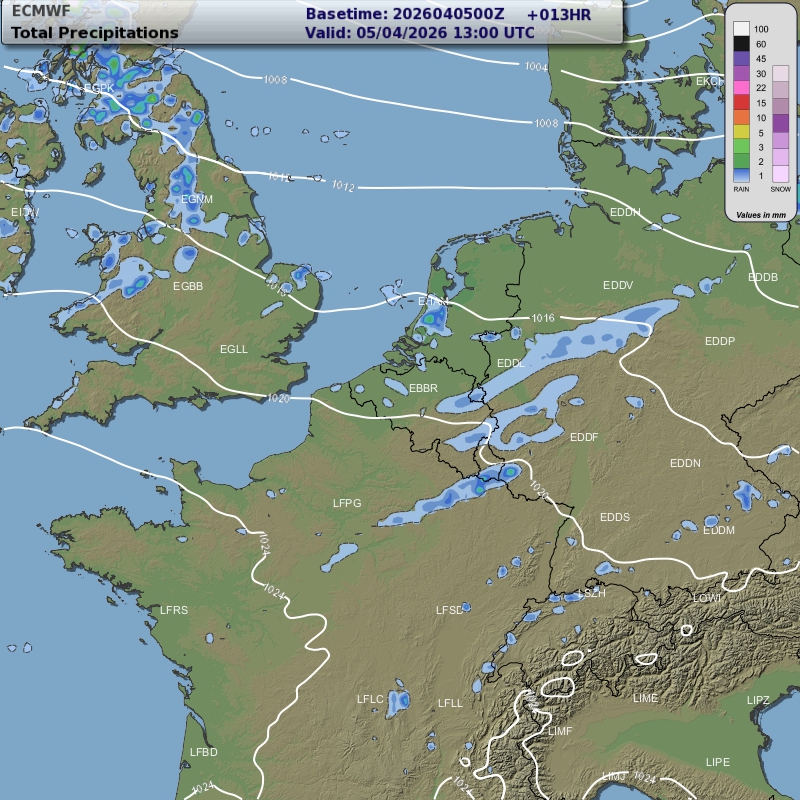 ECMWF
Basetime: 2026040500Z +013HR
Total Precipitations
Valid: 05/04/2026 13:00 UTC
100
60
45
30
22
15
10
5
3
2
1
RAIN SNOW
Values in mm
1004
1008
EGPK
EKCH
1008
1012
EGNM
EDDH
1016
EGBB
EDDV
EDDB
1016
EGLL
EDDL
EDDP
EBBR
1020
EDDF
EDDN
1020
LFPG
EDDS
EDDM
1024
1024
LSZH
LOWI
LFRS
LFSD
LFLC
LFLL
LIME
LIPZ
LIMF
LFBD
LIPE
LIMJ
1024
1024
1024